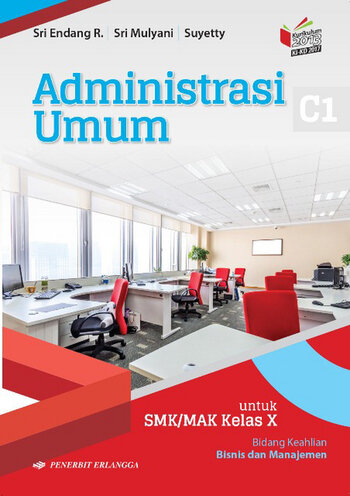 Sri Endang R. | Sri Mulyani | Suyetty
Kurikulum
2013
KI-KD 2017
Administrasi
Umum
C1
untuk
SMK/MAK Kelas X
Bidang Keahlian
Bisnis dan Manajemen
PENERBIT ERLANGGA